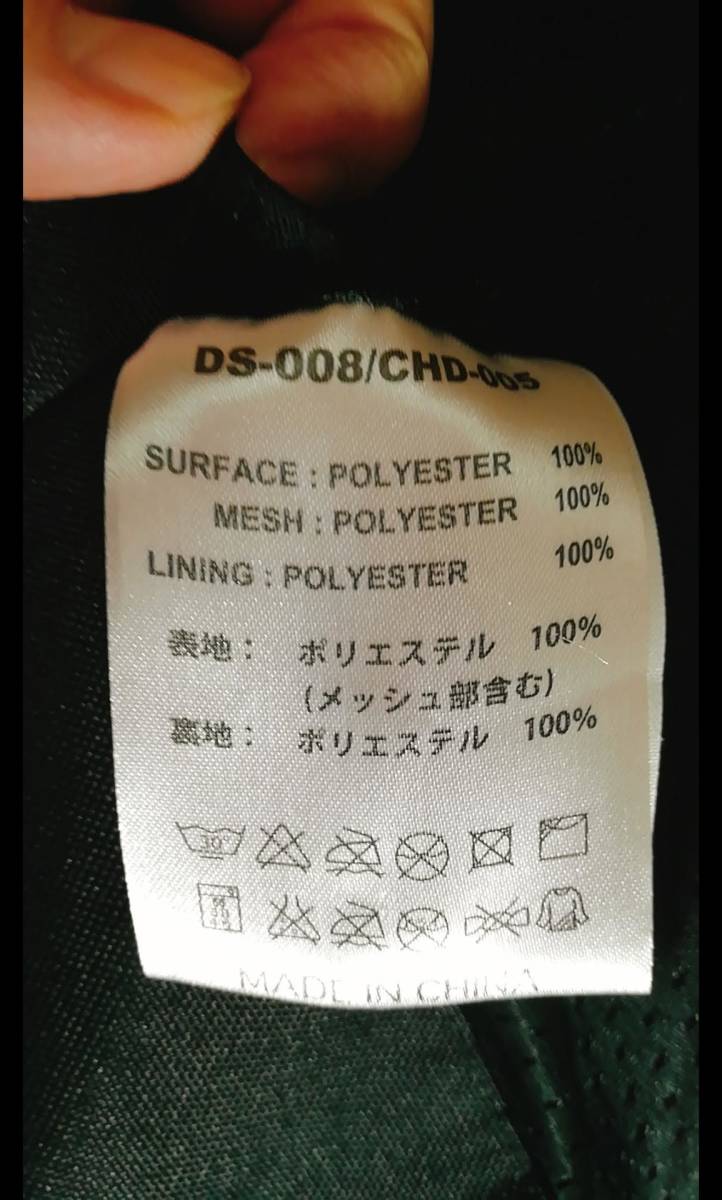 DS-008/CHD-005
SURFACE : POLYESTER 100%
MESH : POLYESTER 100%
LINING : POLYESTER 100%
表地： ポリエステル 100%
(メッシュ部含む)
裏地： ポリエステル 100%
30
MADE IN CHINA